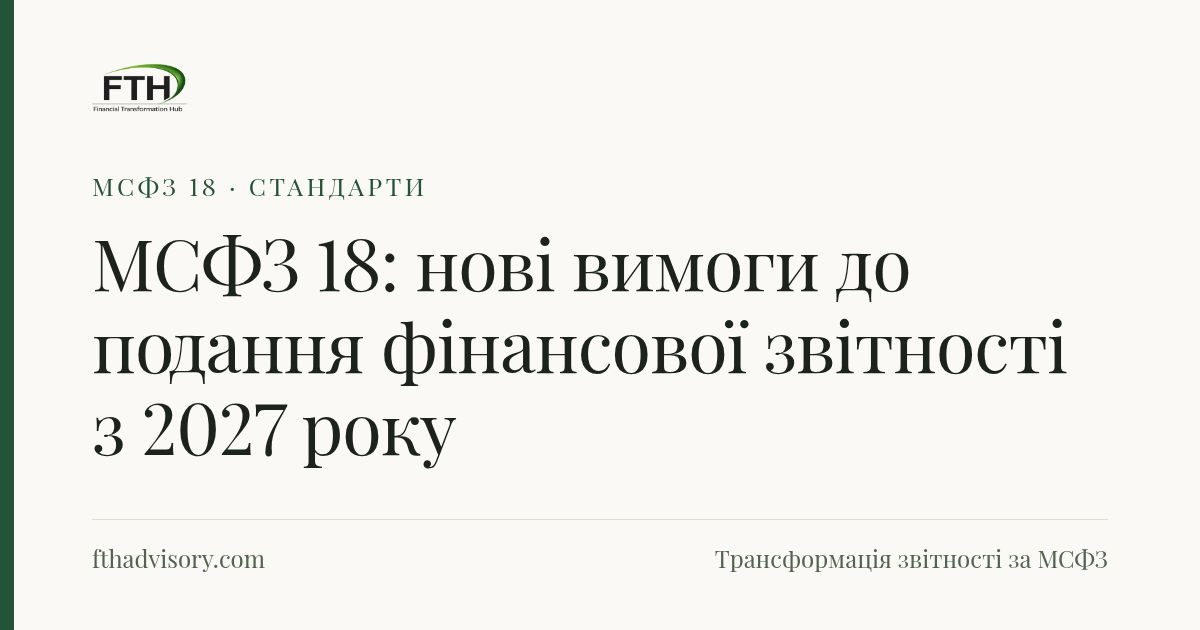 FTH
Financial Transformation Hub
МСФЗ 18 · СТАНДАРТИ
МСФЗ 18: нові вимоги до
подання фінансової звітності
з 2027 року
fthadvisory.com
Трансформація звітності за МСФЗ